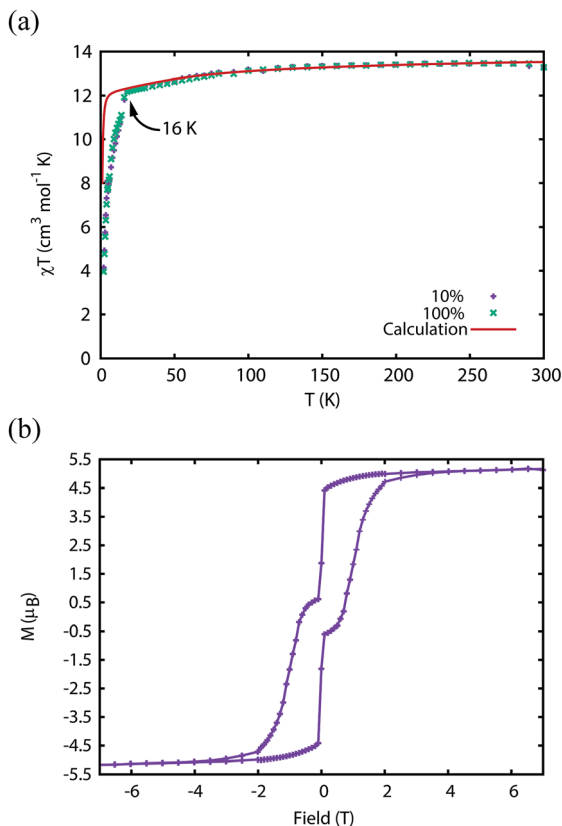 (a)
14
12
10
8
6
4
2
0
χT (cm³ mol⁻¹ K)
16 K
10%
100%
Calculation
0 50 100 150 200 250 300
T (K)
(b)
5.5
4.5
3.5
2.5
1.5
0.5
-0.5
-1.5
-2.5
-3.5
-4.5
-5.5
M (μB)
-6 -4 -2 0 2 4 6
Field (T)